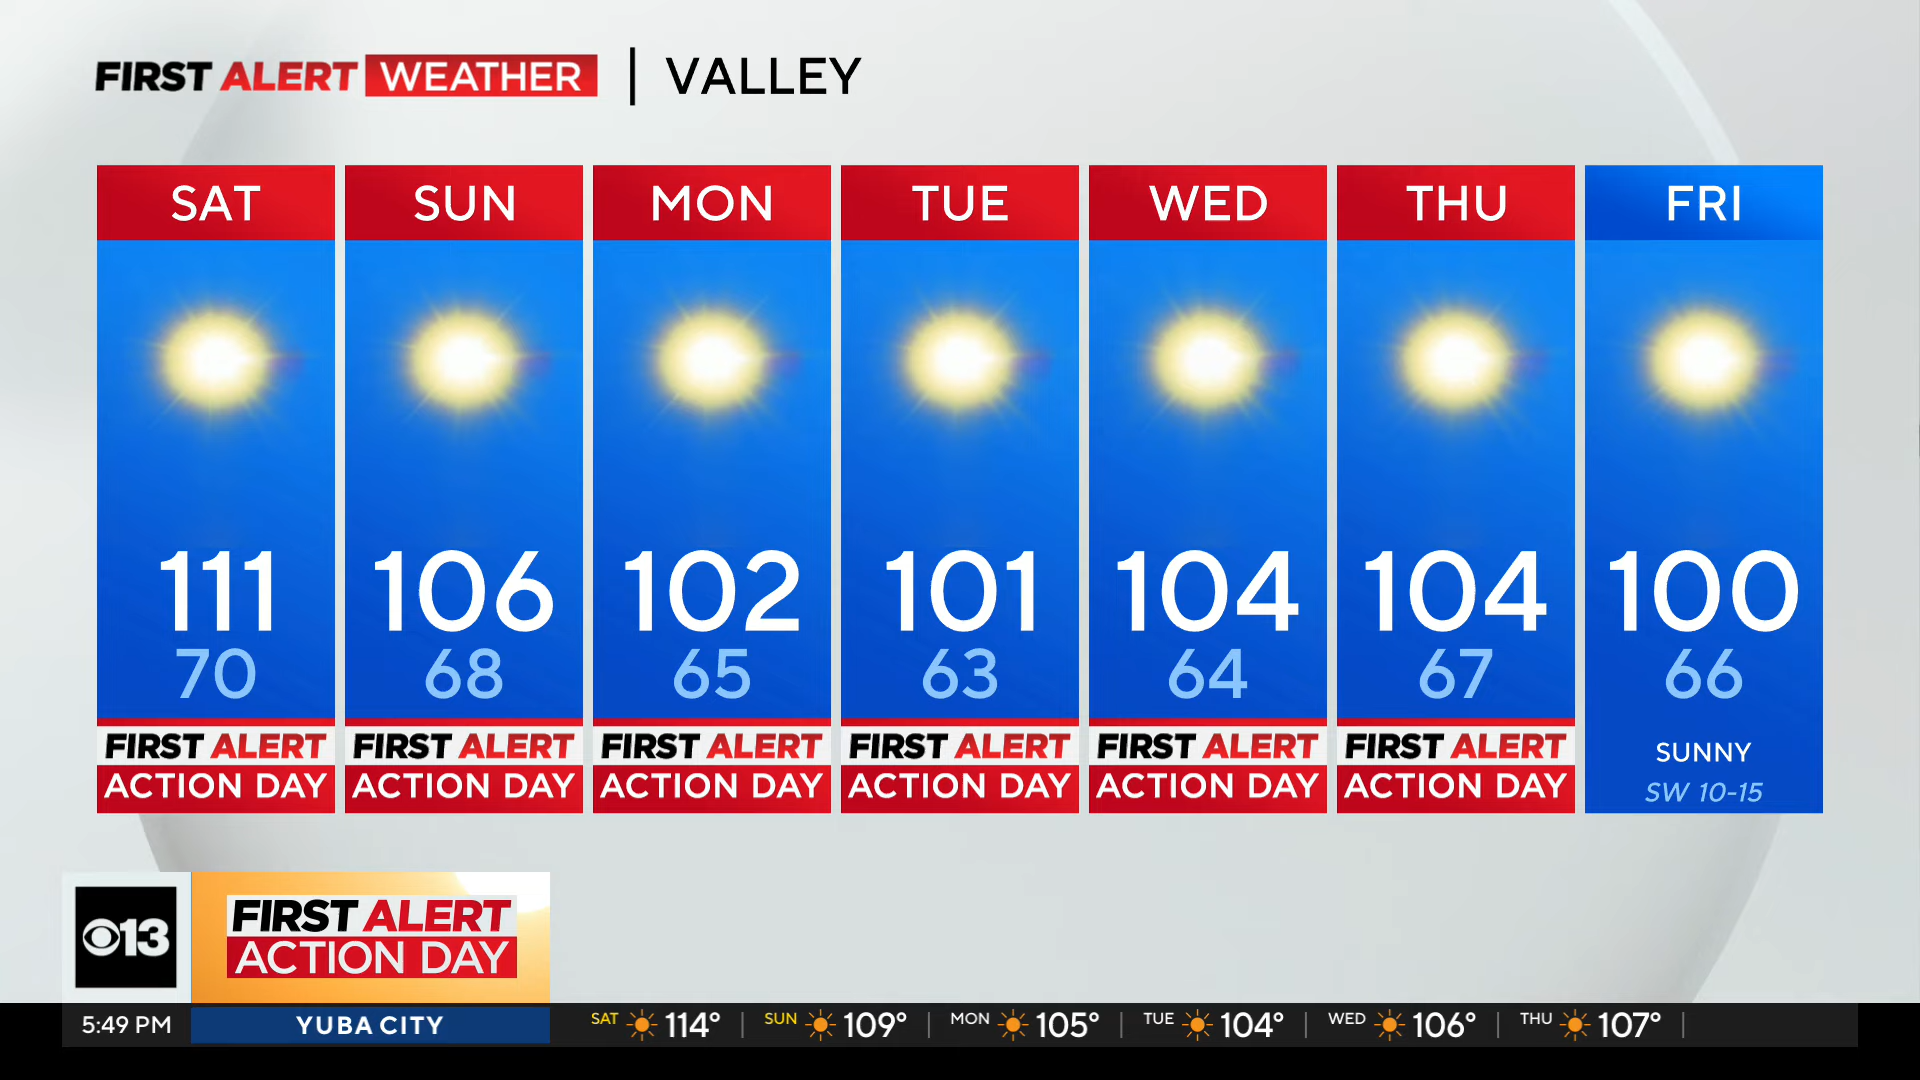 FIRST ALERT WEATHER | VALLEY
SAT SUN MON TUE WED THU FRI
111 106 102 101 104 104 100
70 68 65 63 64 67 66
FIRST ALERT FIRST ALERT FIRST ALERT FIRST ALERT FIRST ALERT FIRST ALERT SUNNY
ACTION DAY ACTION DAY ACTION DAY ACTION DAY ACTION DAY ACTION DAY SW 10-15
13
FIRST ALERT
ACTION DAY
5:49 PM YUBA CITY SAT 114° | SUN 109° | MON 105° | TUE 104° | WED 106° | THU 107° |